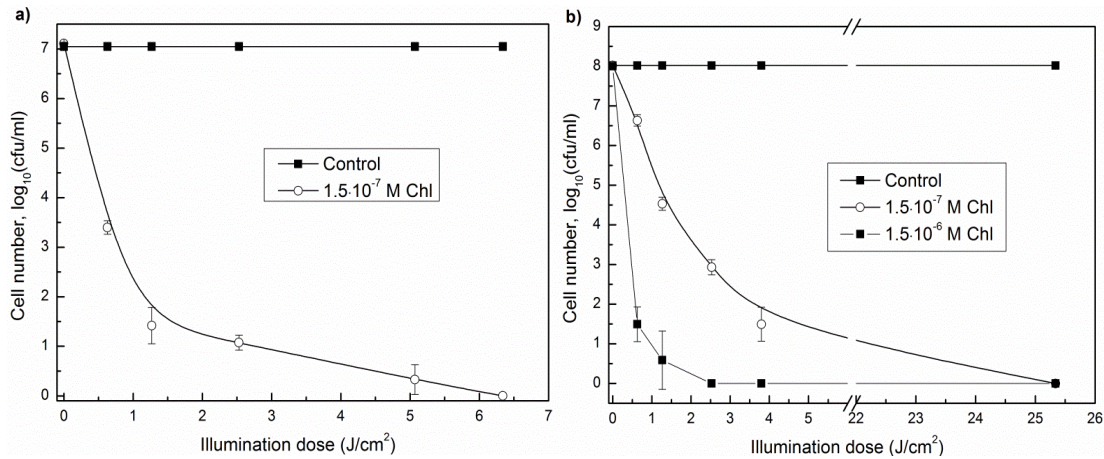 a)
7
6
5
4
3
2
1
0
Cell number, log10(cfu/ml)
Control
1.5·10-7 M Chl
0 1 2 3 4 5 6 7
Illumination dose (J/cm2)
b)
9
8
7
6
5
4
3
2
1
0
Cell number, log10(cfu/ml)
Control
1.5·10-7 M Chl
1.5·10-6 M Chl
0 1 2 3 4 5 22 22 23 24 25 26
Illumination dose (J/cm2)